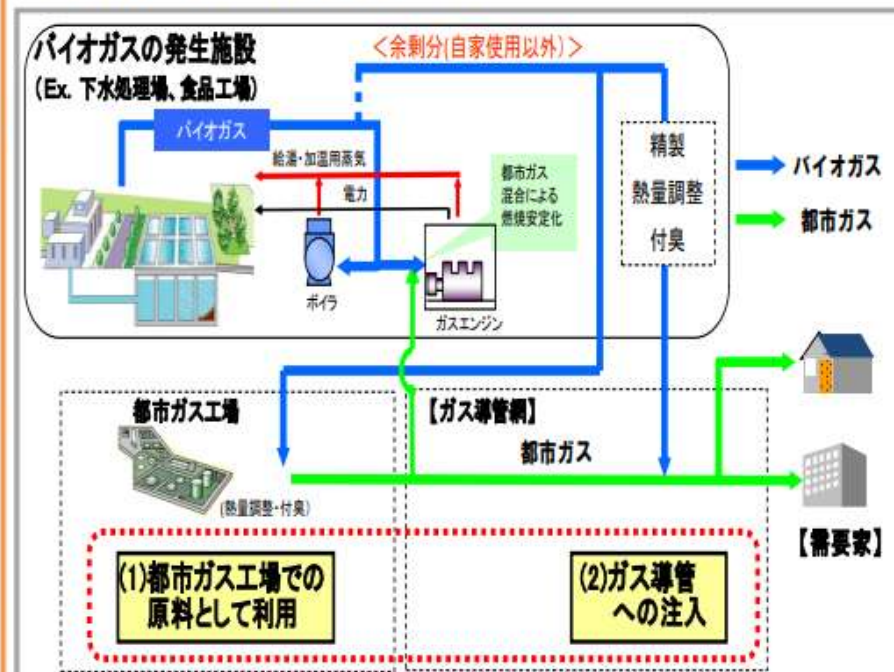 バイオガスの発生施設
(Ex. 下水処理場、食品工場)
＜余剰分(自家使用以外)＞
バイオガス
給湯・加温用蒸気
電力
都市ガス
混合による
燃焼安定化
ボイラ
ガスエンジン
精製
熱量調整
付臭
バイオガス
都市ガス
都市ガス工場
(熱量調整・付臭)
【ガス導管網】
都市ガス
【需要家】
(1)都市ガス工場での
原料として利用
(2)ガス導管
への注入